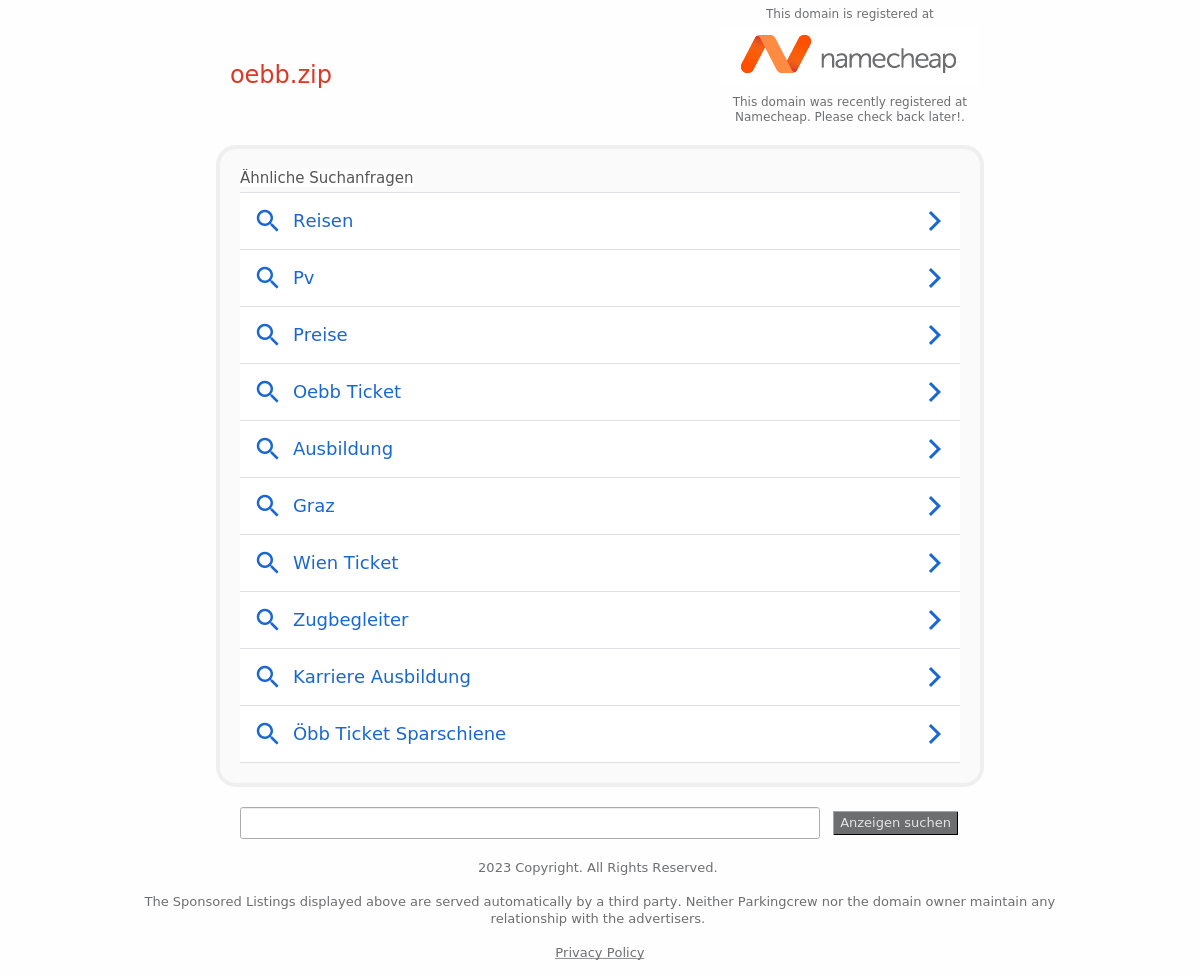 This domain is registered at
namecheap
oebb.zip
This domain was recently registered at
Namecheap. Please check back later!.
Ähnliche Suchanfragen
Reisen
Pv
Preise
Oebb Ticket
Ausbildung
Graz
Wien Ticket
Zugbegleiter
Karriere Ausbildung
Öbb Ticket Sparschiene
Anzeigen suchen
2023 Copyright. All Rights Reserved.
The Sponsored Listings displayed above are served automatically by a third party. Neither Parkingcrew nor the domain owner maintain any
relationship with the advertisers.
Privacy Policy